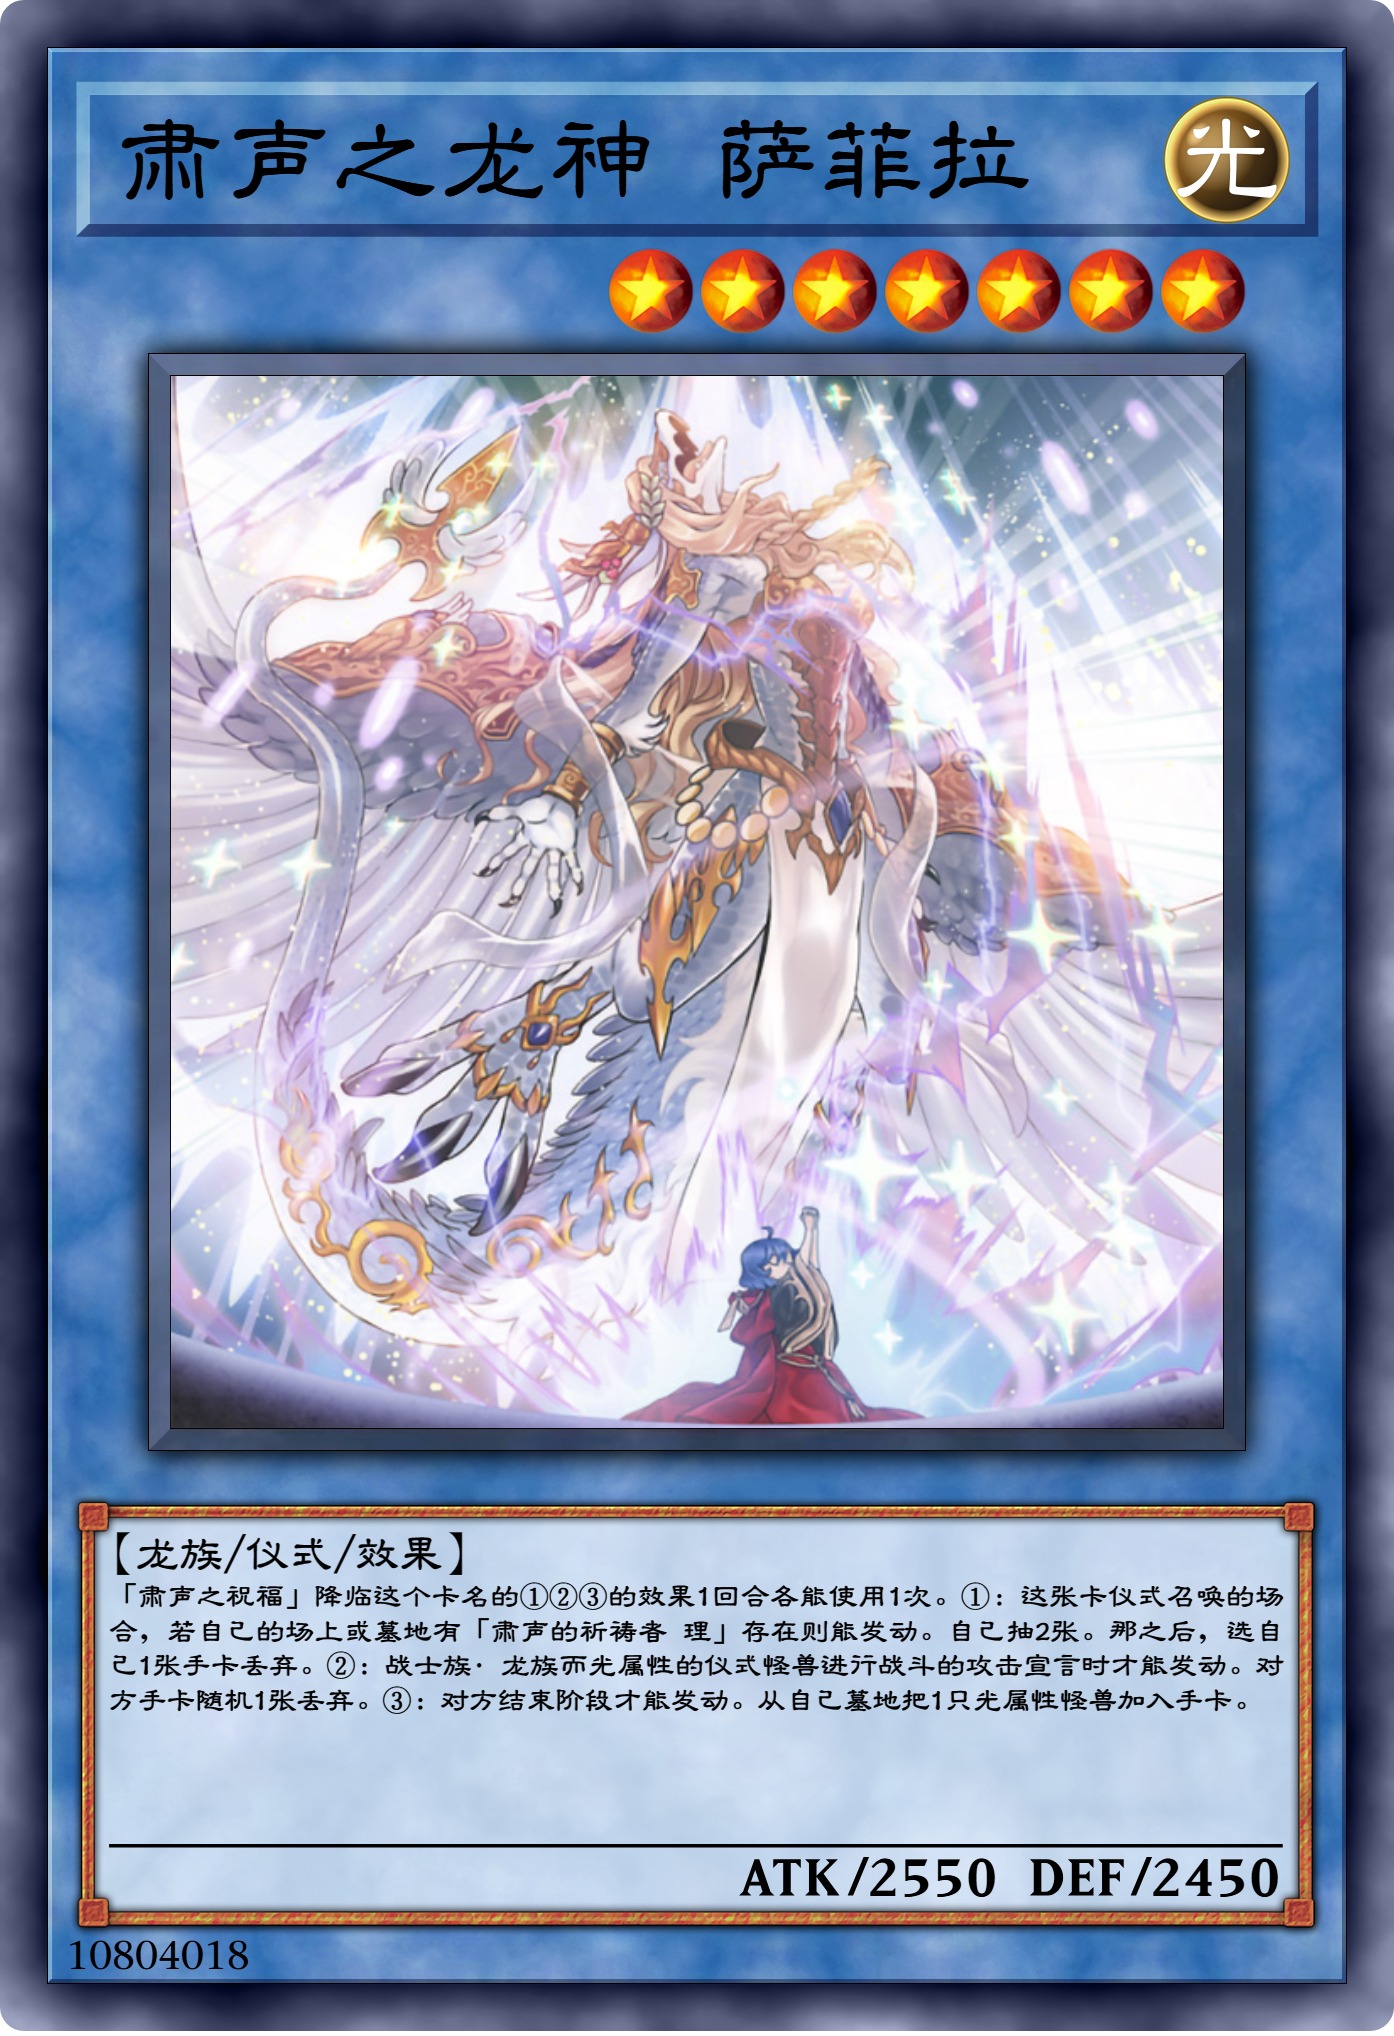 肃声之龙神 萨菲拉
光
【龙族/仪式/效果】
「肃声之祝福」降临这个卡名的①②③的效果1回合各能使用1次。①：这张卡仪式召唤的场
合，若自己的场上或墓地有「肃声的祈祷者 理」存在则能发动。自己抽2张。那之后，选自
己1张手卡丢弃。②：战士族·龙族而光属性的仪式怪兽进行战斗的攻击宣言时才能发动。对
方手卡随机1张丢弃。③：对方结束阶段才能发动。从自己墓地把1只光属性怪兽加入手卡。
ATK/2550 DEF/2450
10804018